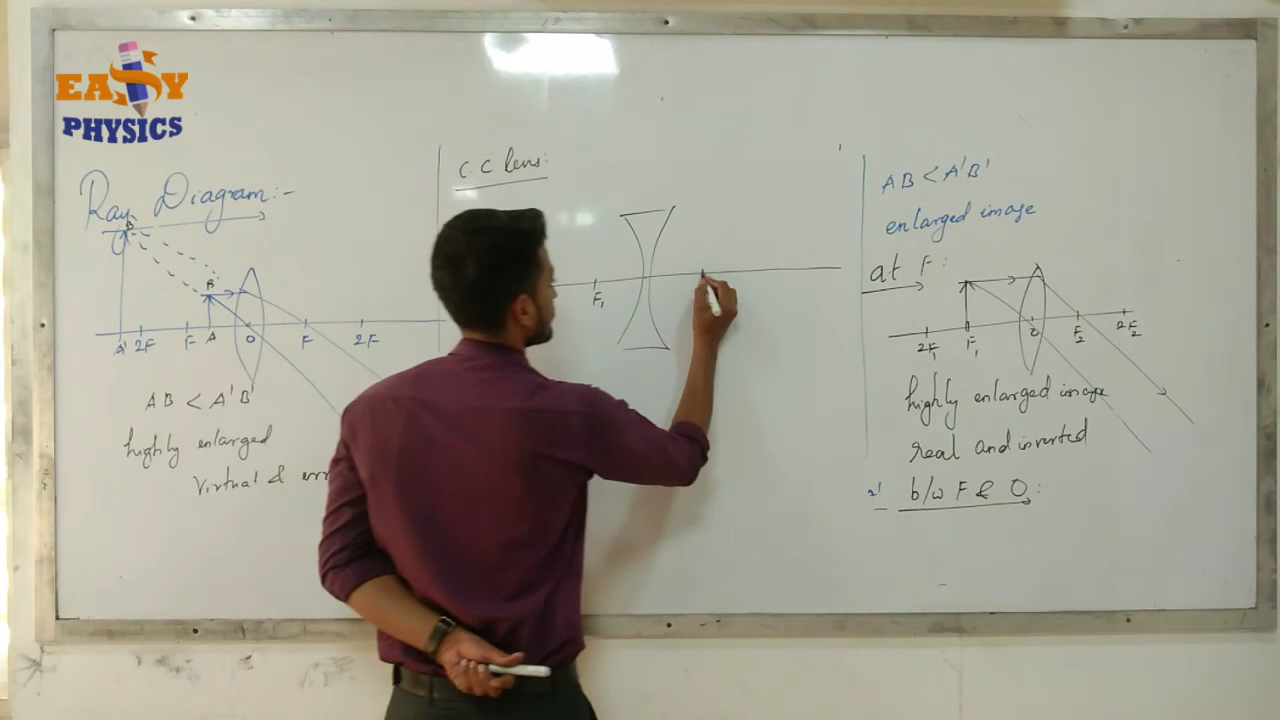 EASY
PHYSICS
Ray Diagram:-
B'
B
A' 2F F A O F 2F
AB < A'B'
highly enlarged
Virtual &
C.C lens:
F₁
AB < A'B'
enlarged image
at F:
2F₁ F₁ O F₂ 2F₂
highly enlarged image
real and inverted
b/w F & O: